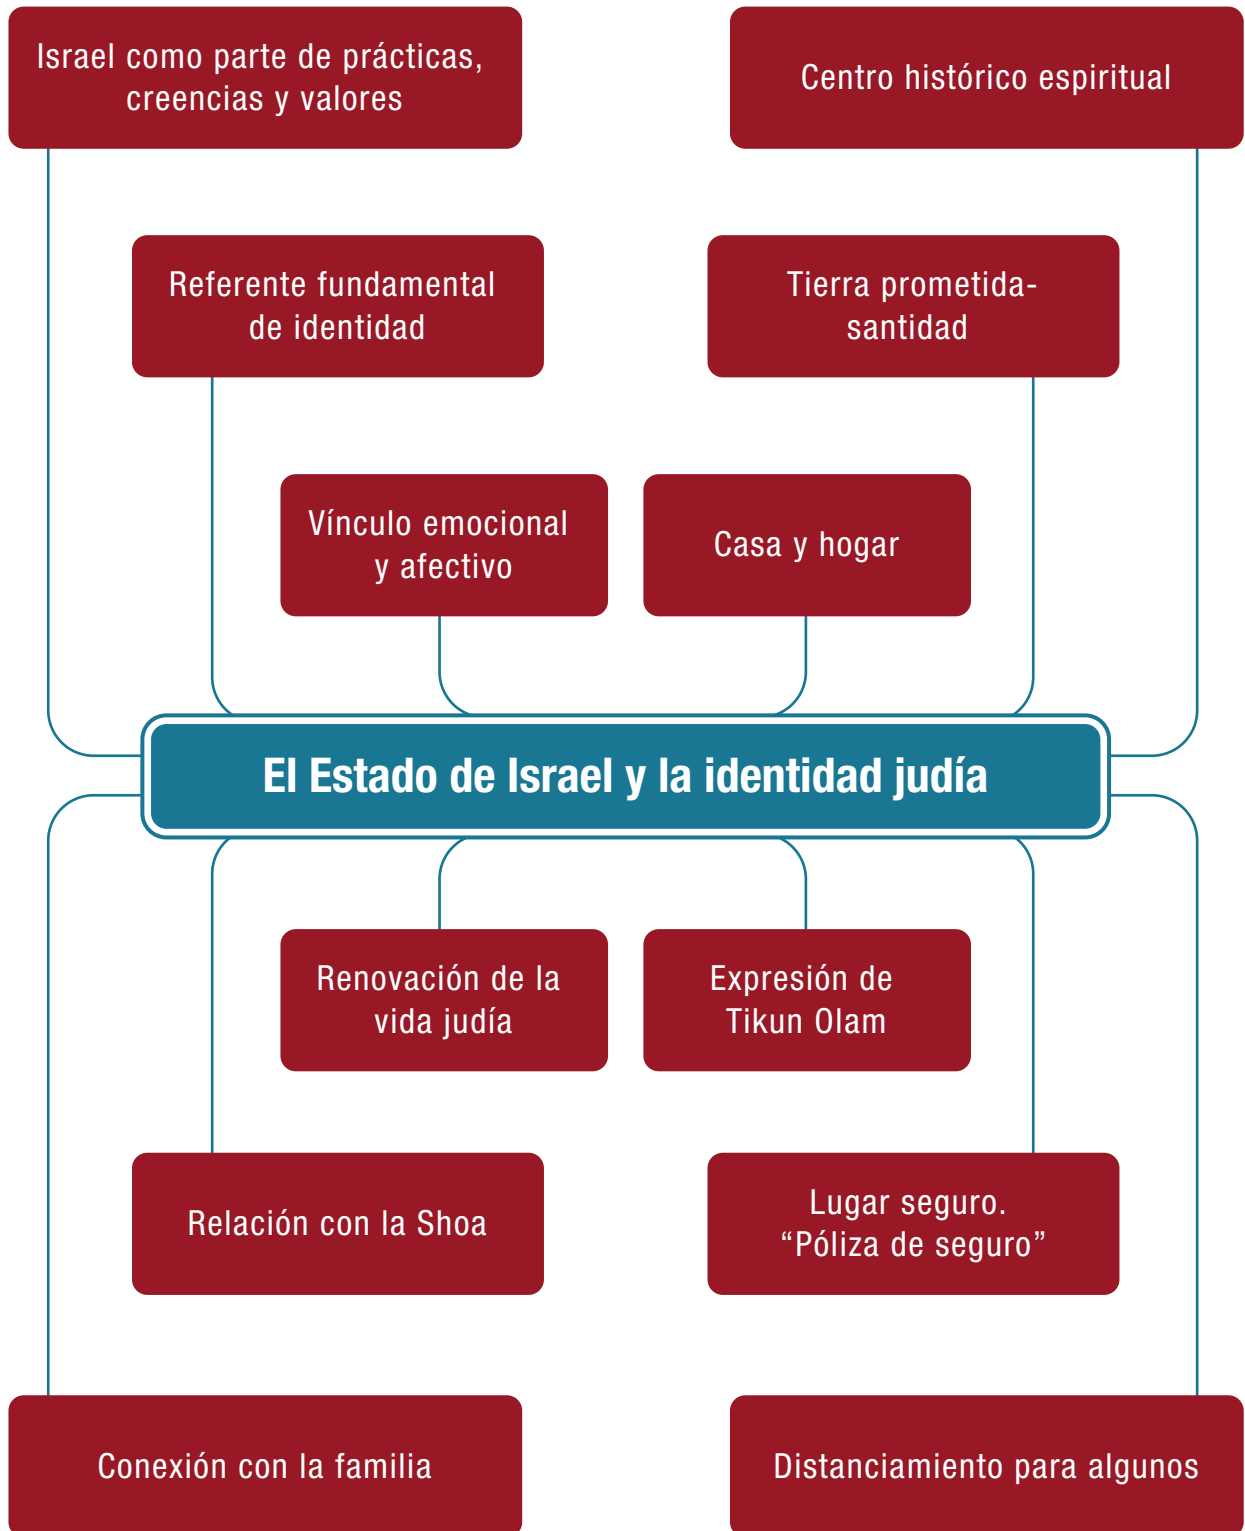 Israel como parte de prácticas,
creencias y valores
Centro histórico espiritual
Referente fundamental
de identidad
Tierra prometida-
santidad
Vínculo emocional
y afectivo
Casa y hogar
El Estado de Israel y la identidad judía
Renovación de la
vida judía
Expresión de
Tikun Olam
Relación con la Shoa
Lugar seguro.
“Póliza de seguro”
Conexión con la familia
Distanciamiento para algunos